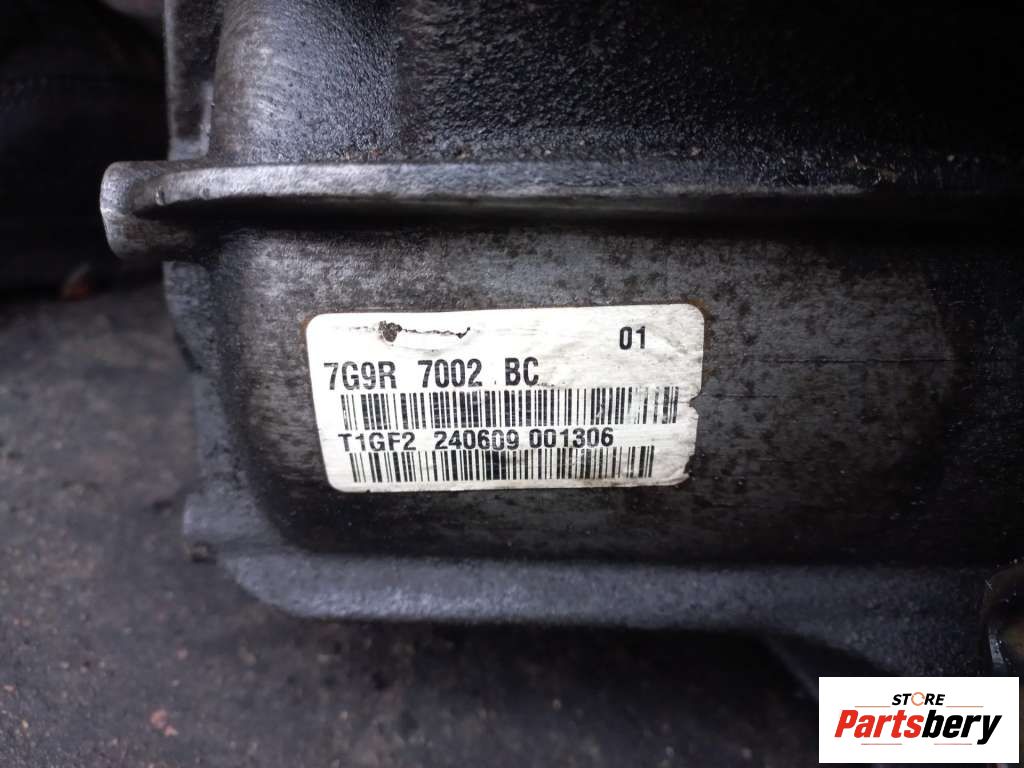 01
7G9R 7002 BC
T1GF2 240609 001306
STORE
Partsbery